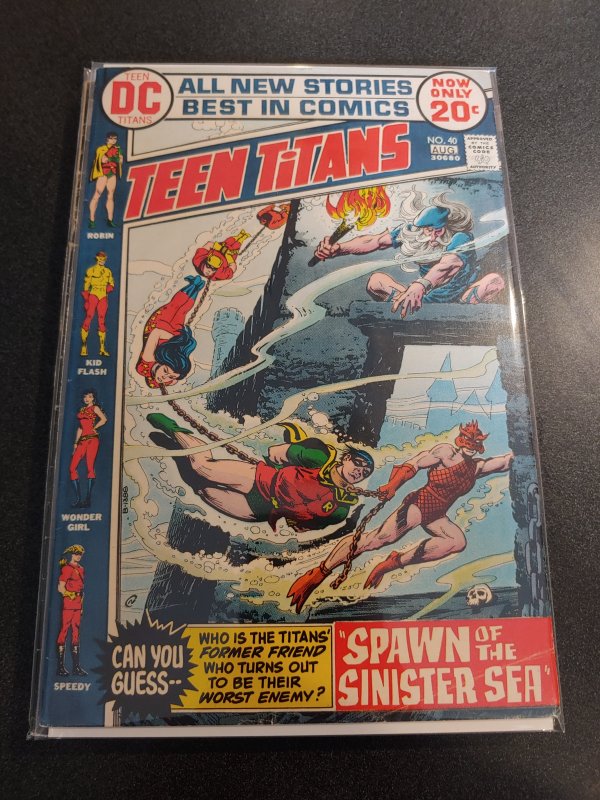 TEEN
DC
TITANS
ALL NEW STORIES
BEST IN COMICS
NOW
ONLY
20¢
NO. 40
AUG
30680
APPROVED
BY THE
COMICS
CODE
AUTHORITY
TEEN TITANS
ROBIN
KID
FLASH
WONDER
GIRL
SPEEDY
R
CAN YOU
GUESS--
WHO IS THE TITANS'
FORMER FRIEND
WHO TURNS OUT
TO BE THEIR
WORST ENEMY?
"SPAWN OF
THE
SINISTER SEA"